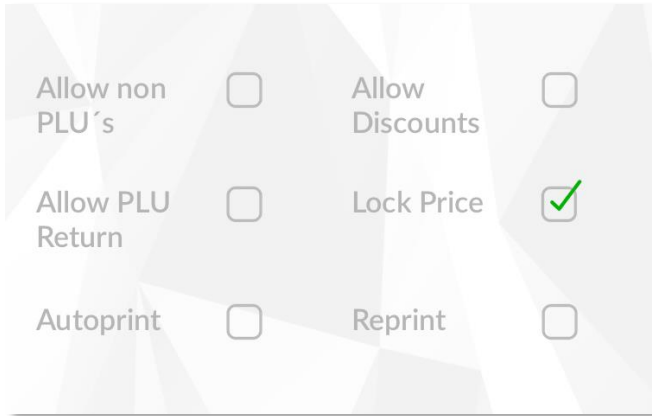 Allow non
PLU´s
Allow
Discounts
Allow PLU
Return
Lock Price
Autoprint
Reprint